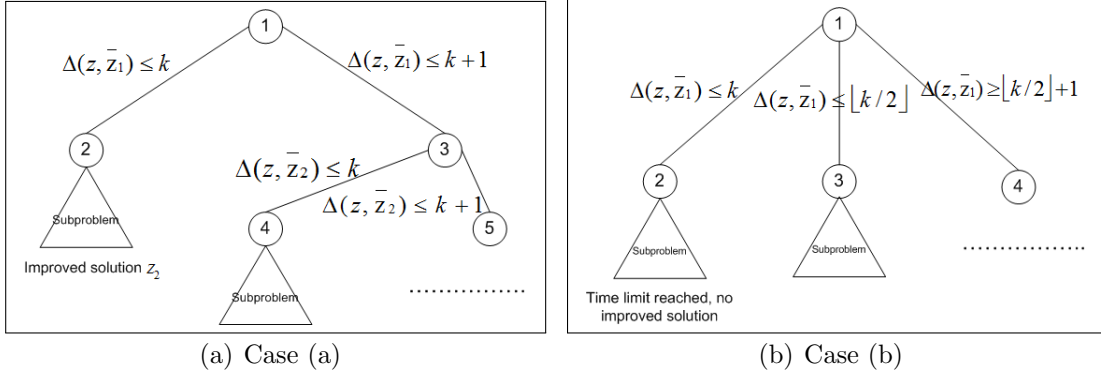 1
Δ(z, z̄₁) ≤ k
Δ(z, z̄₁) ≤ k + 1
2
3
Δ(z, z̄₂) ≤ k
Δ(z, z̄₂) ≤ k + 1
4
5
Subproblem
Improved solution z₂
Subproblem
..................
(a) Case (a)
1
Δ(z, z̄₁) ≤ k
Δ(z, z̄₁) ≤ ⌊k / 2⌋
Δ(z, z̄₁) ≥ ⌊k / 2⌋ + 1
2
3
4
Subproblem
Subproblem
..................
Time limit reached, no
improved solution
(b) Case (b)